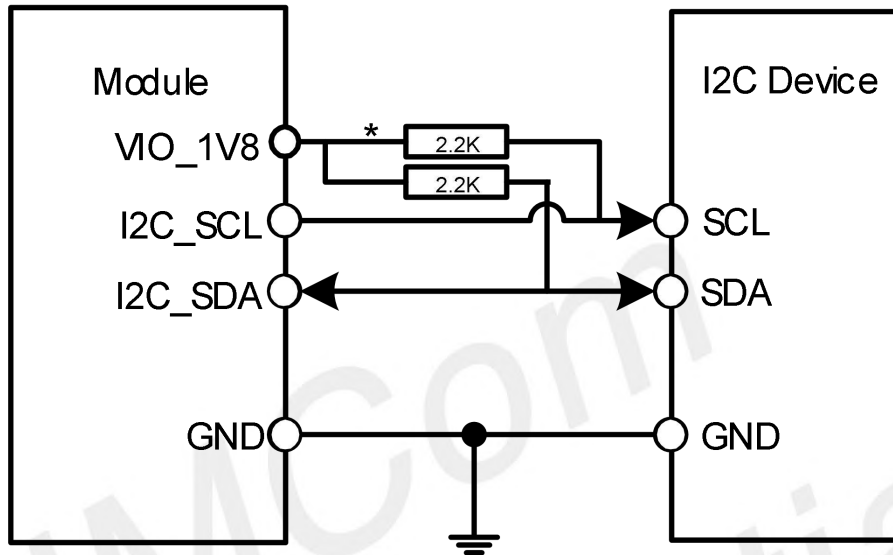 Module
I2C Device
VIO_1V8
*
2.2K
2.2K
I2C_SCL
SCL
I2C_SDA
SDA
GND
GND